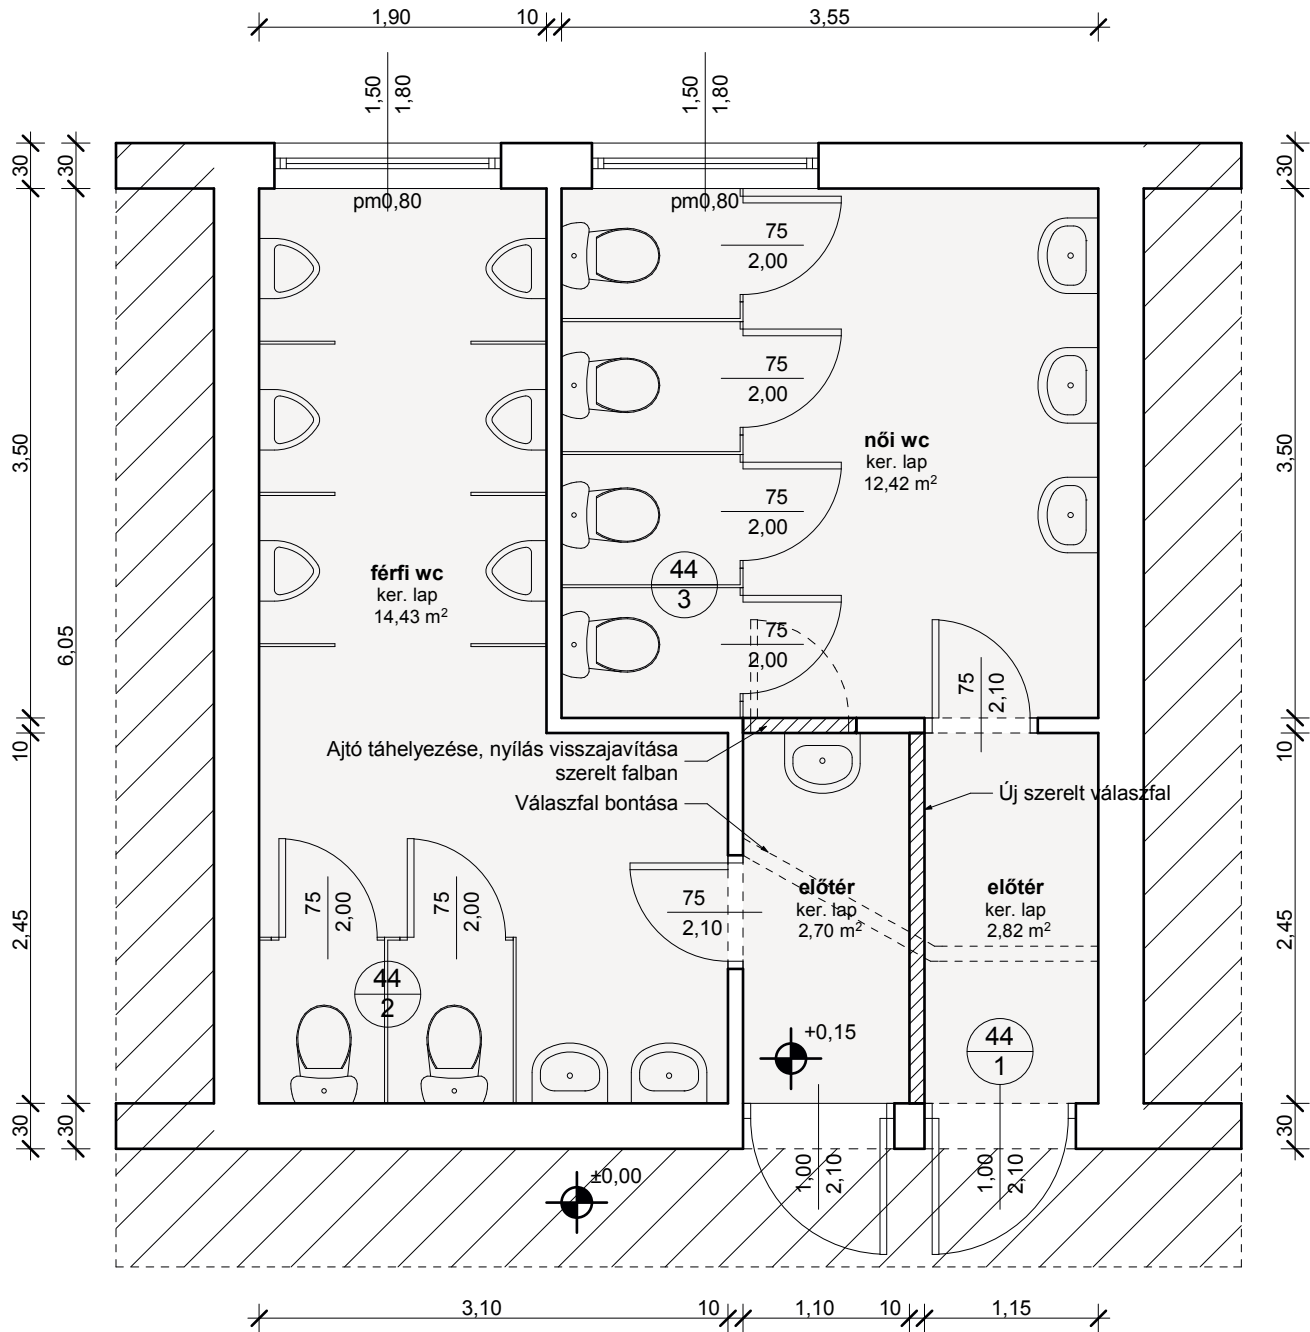 1,90
10
3,55
1,50
1,80
1,50
1,80
30
30
30
pm0,80
pm0,80
75
2,00
75
2,00
75
2,00
75
2,00
női wc
ker. lap
12,42 m²
44
3
férfi wc
ker. lap
14,43 m²
3,50
6,05
3,50
75
2,10
10
10
Ajtó táhelyezése, nyílás visszajavítása
szerelt falban
Válaszfal bontása
Új szerelt válaszfal
2,45
2,45
75
2,00
75
2,00
75
2,10
előtér
ker. lap
2,70 m²
előtér
ker. lap
2,82 m²
44
2
+0,15
44
1
30
30
30
±0,00
1,00
2,10
1,00
2,10
3,10
10
1,10
10
1,15